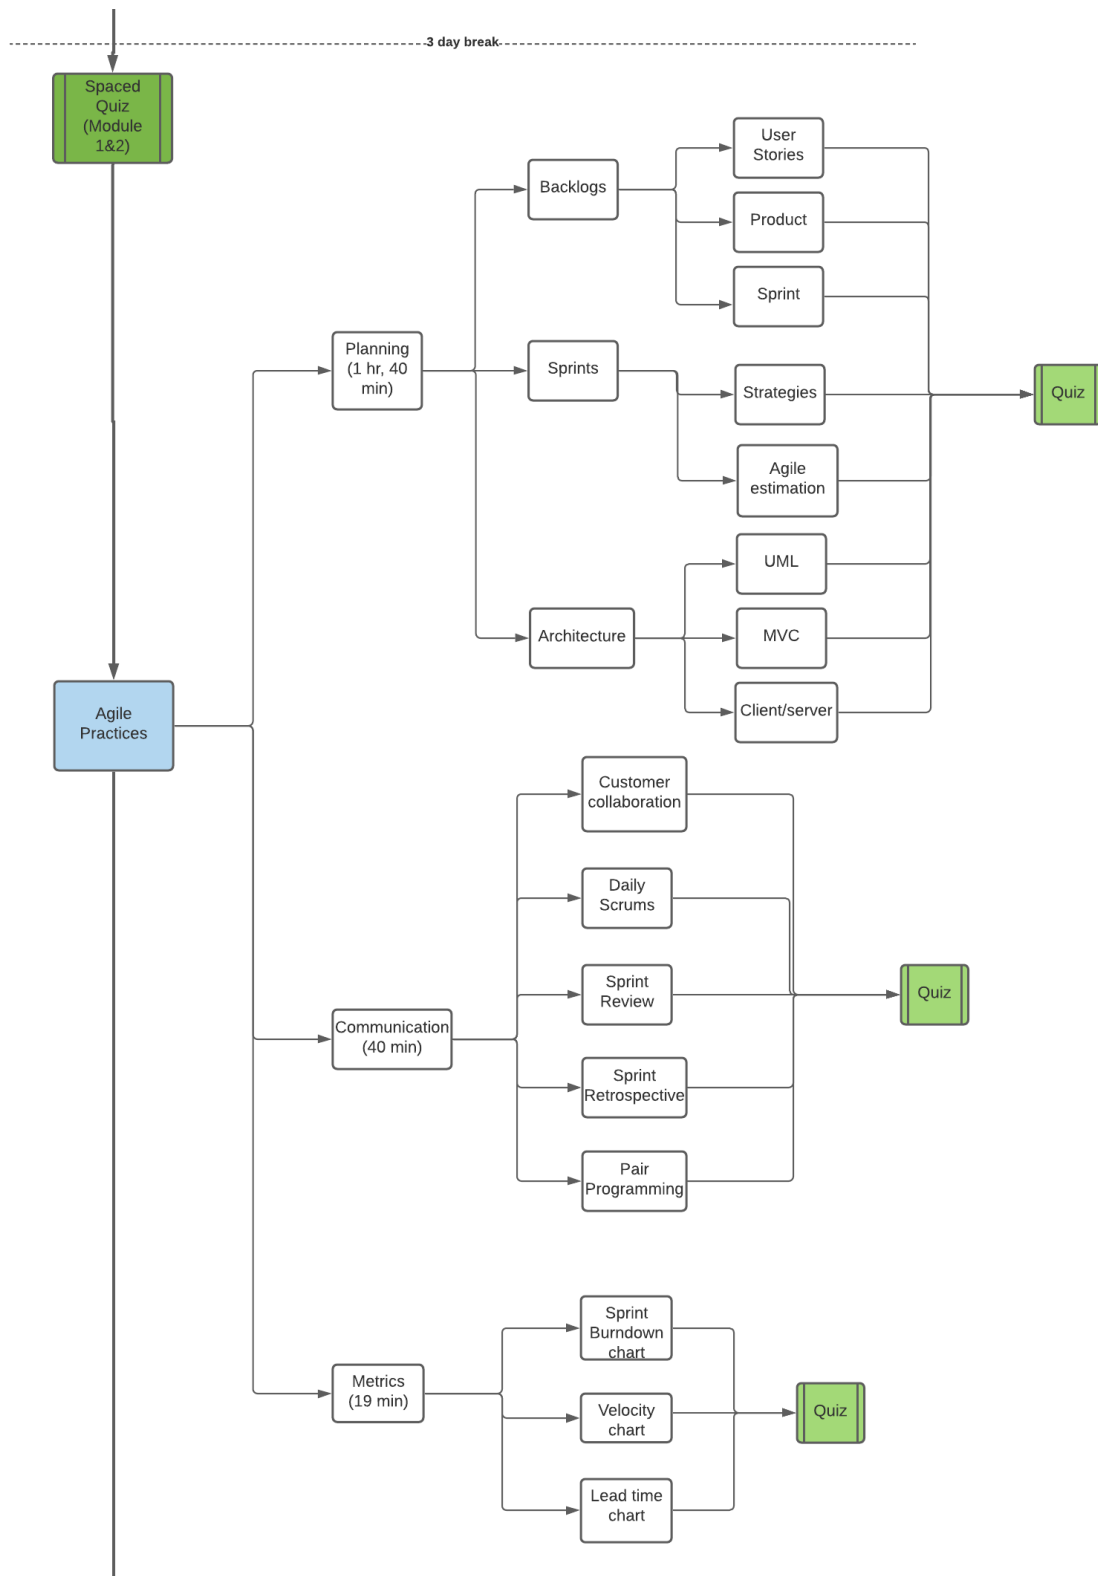 3 day break
Spaced
Quiz
(Module
1&2)
User
Stories
Backlogs
Product
Sprint
Planning
(1 hr, 40
min)
Sprints
Strategies
Quiz
Agile
estimation
UML
Architecture
MVC
Client/server
Agile
Practices
Customer
collaboration
Daily
Scrums
Sprint
Review
Quiz
Communication
(40 min)
Sprint
Retrospective
Pair
Programming
Sprint
Burndown
chart
Metrics
(19 min)
Velocity
chart
Quiz
Lead time
chart